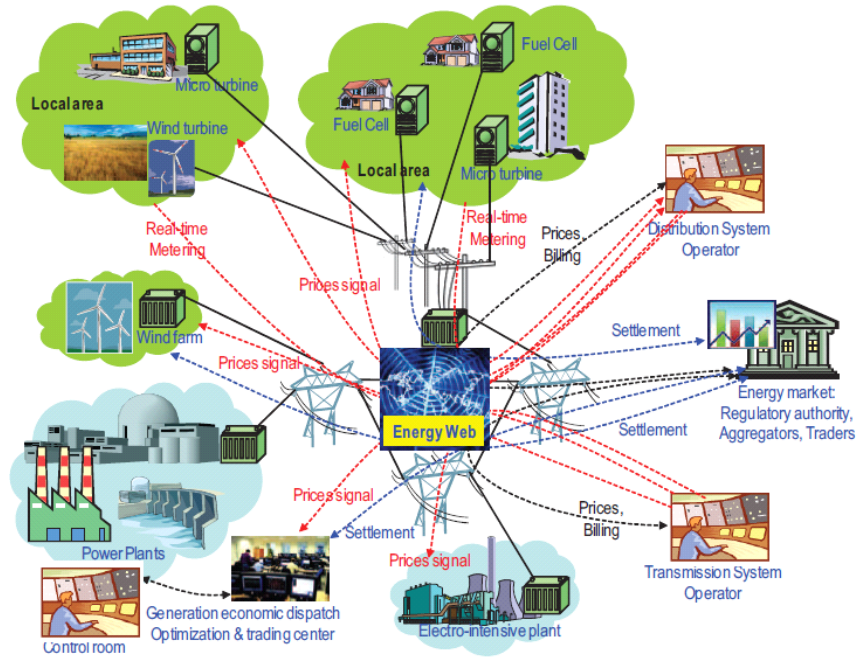 Fuel Cell
Micro turbine
Local area
Wind turbine
Fuel Cell
Local area
Micro turbine
Real-time
Metering
Real-time
Metering
Prices,
Billing
Distribution System
Operator
Prices signal
Wind farm
Prices signal
Settlement
Energy Web
Settlement
Energy market:
Regulatory authority,
Aggregators, Traders
Prices signal
Settlement
Prices,
Billing
Power Plants
Prices signal
Transmission System
Operator
Generation economic dispatch
Optimization & trading center
Control room
Electro-intensive plant